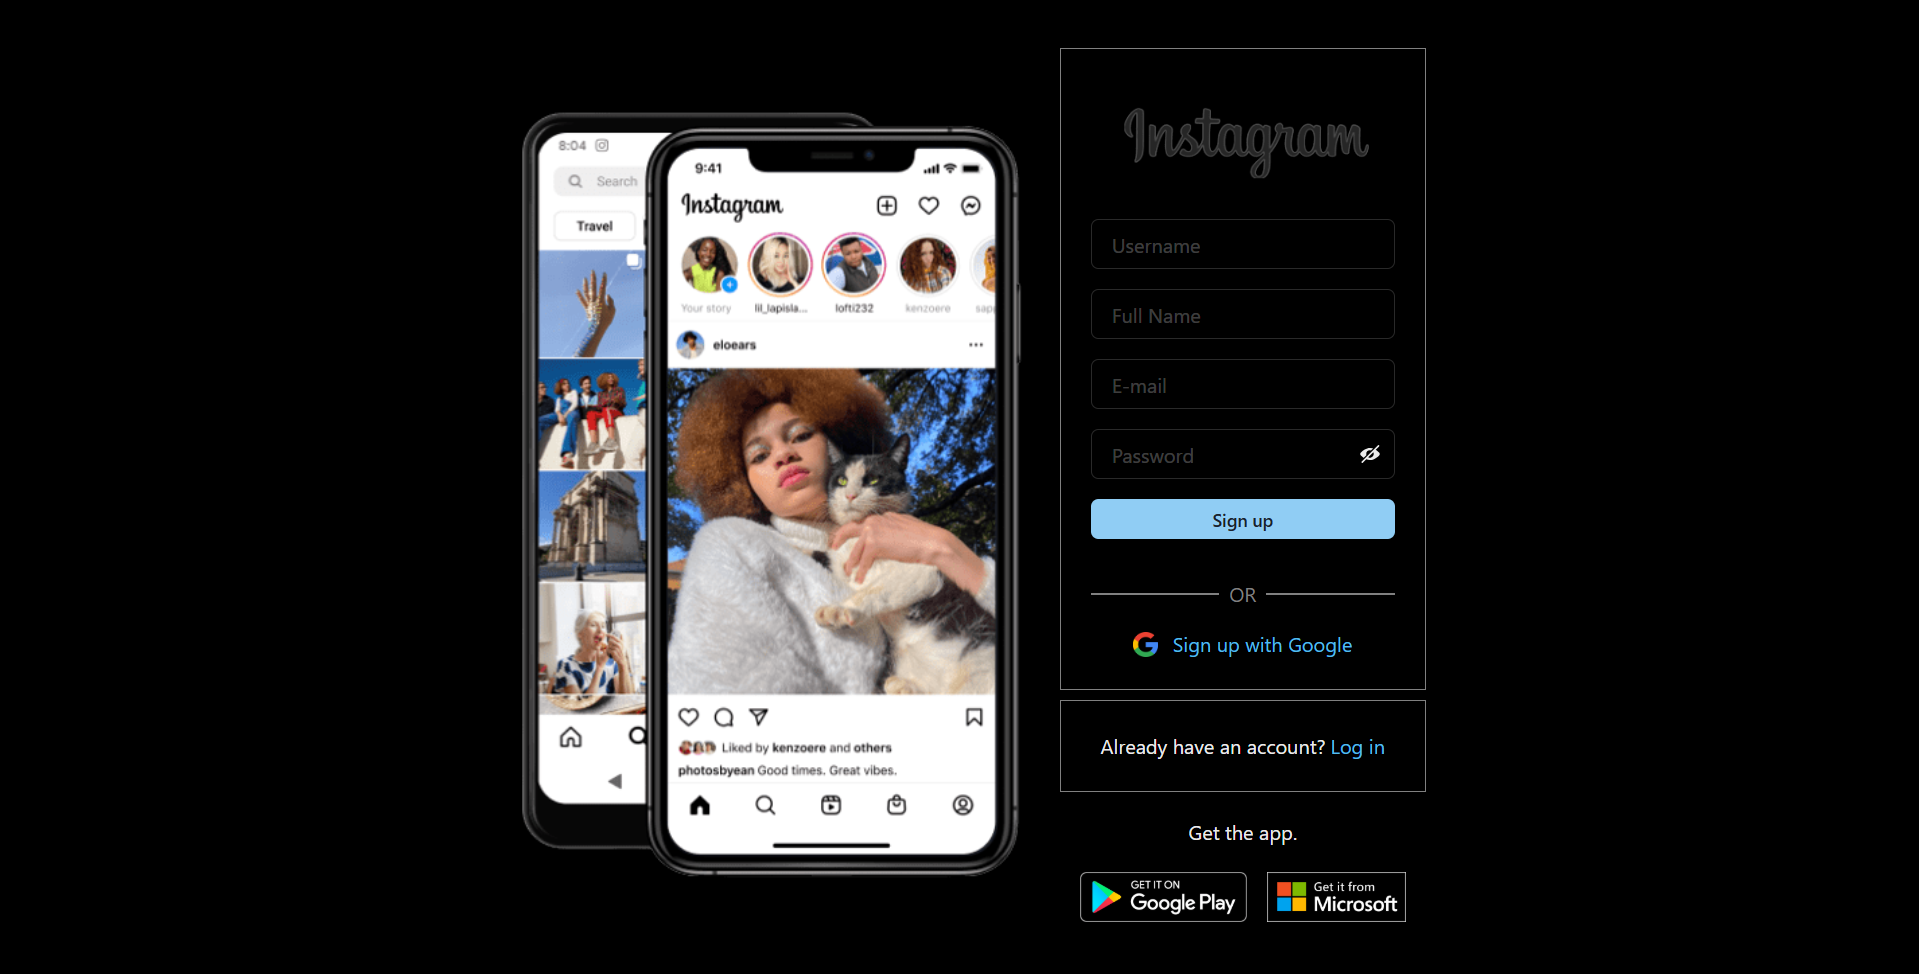 8:04
Search
Travel
9:41
Instagram
Your story
lil_lapisla...
lofti232
kenzoere
sapp
eloears
Liked by kenzoere and others
photosbyean Good times. Great vibes.
Instagram
Username
Full Name
E-mail
Password
Sign up
OR
Sign up with Google
Already have an account? Log in
Get the app.
GET IT ON
Google Play
Get it from
Microsoft